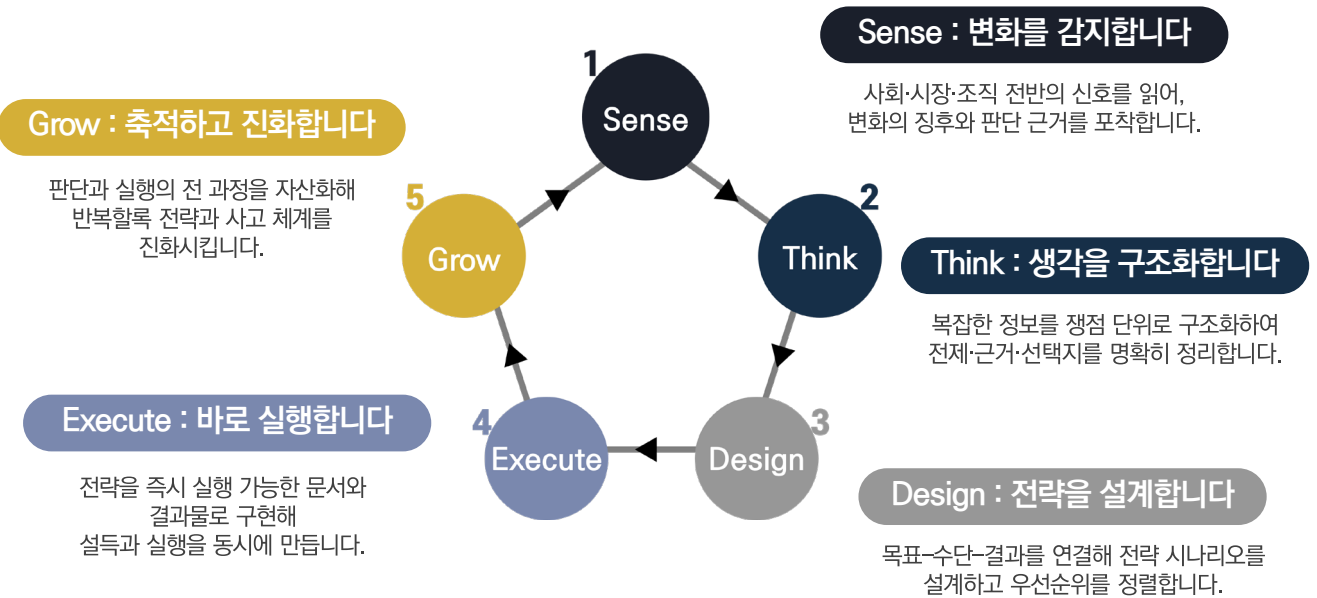 Sense : 변화를 감지합니다
사회·시장·조직 전반의 신호를 읽어,
변화의 징후와 판단 근거를 포착합니다.
1
Sense
Grow : 축적하고 진화합니다
판단과 실행의 전 과정을 자산화해
반복할록 전략과 사고 체계를
진화시킵니다.
5
Grow
2
Think
Think : 생각을 구조화합니다
복잡한 정보를 쟁점 단위로 구조화하여
전제·근거·선택지를 명확히 정리합니다.
Execute : 바로 실행합니다
전략을 즉시 실행 가능한 문서와
결과물로 구현해
설득과 실행을 동시에 만듭니다.
4
Execute
3
Design
Design : 전략을 설계합니다
목표–수단–결과를 연결해 전략 시나리오를
설계하고 우선순위를 정렬합니다.